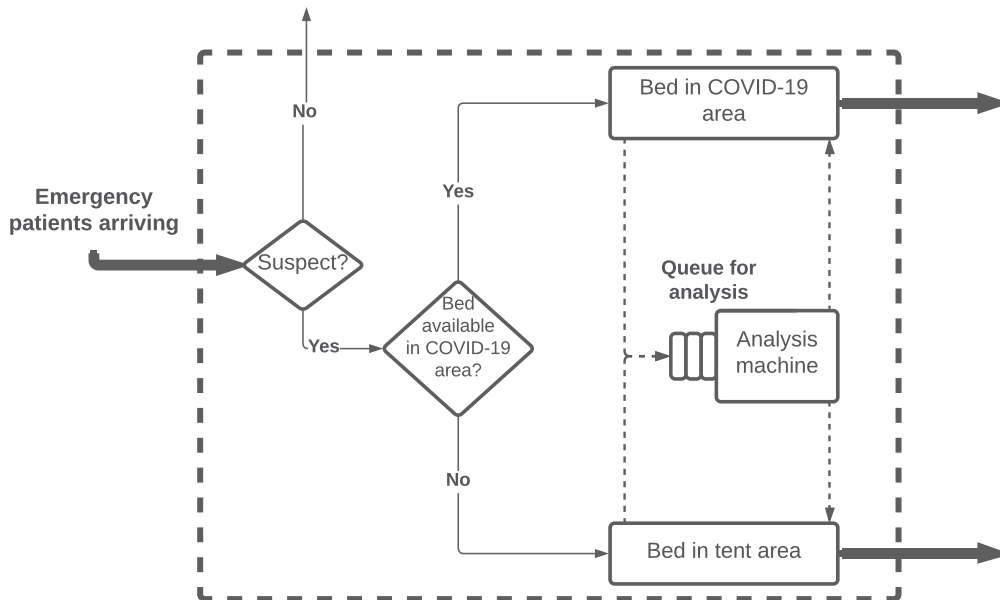 Emergency
patients arriving
No
Suspect?
Yes
Bed
available
in COVID-19
area?
Yes
No
Bed in COVID-19
area
Queue for
analysis
Analysis
machine
Bed in tent area